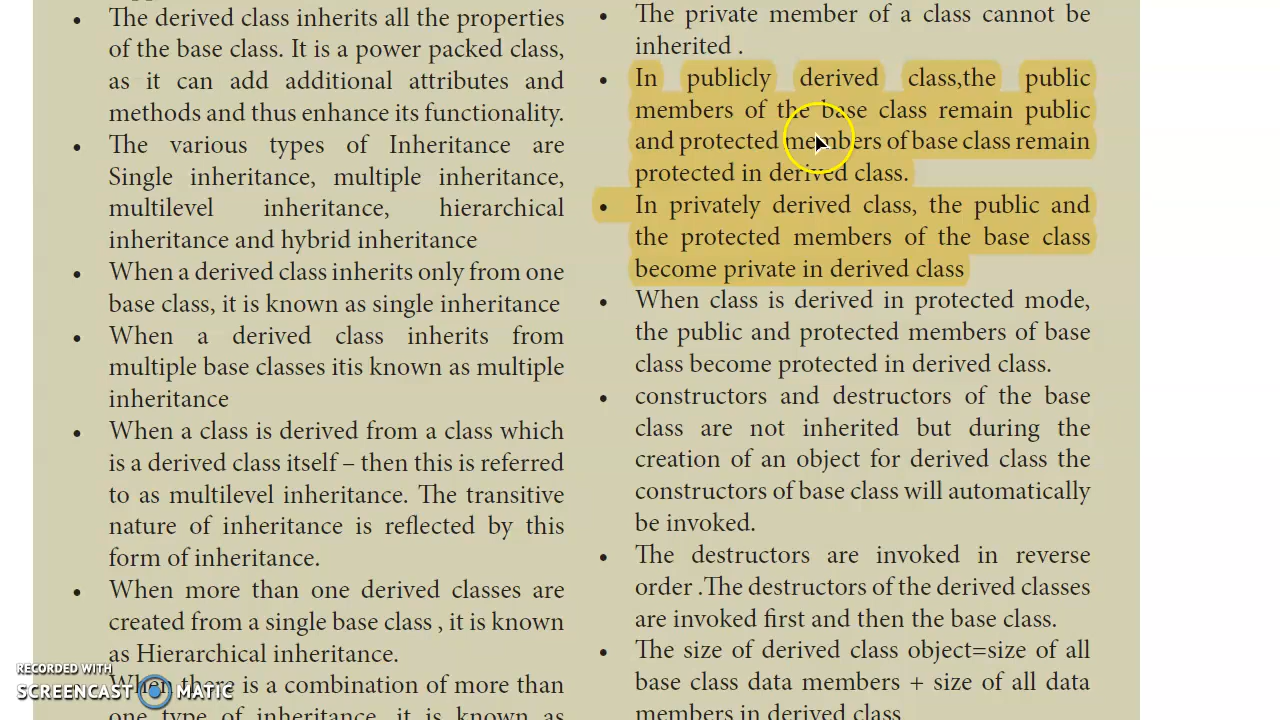 • The derived class inherits all the properties
of the base class. It is a power packed class,
as it can add additional attributes and
methods and thus enhance its functionality.
• The various types of Inheritance are
Single inheritance, multiple inheritance,
multilevel inheritance, hierarchical
inheritance and hybrid inheritance
• When a derived class inherits only from one
base class, it is known as single inheritance
• When a derived class inherits from
multiple base classes itis known as multiple
inheritance
• When a class is derived from a class which
is a derived class itself – then this is referred
to as multilevel inheritance. The transitive
nature of inheritance is reflected by this
form of inheritance.
• When more than one derived classes are
created from a single base class , it is known
as Hierarchical inheritance.
When there is a combination of more than
one type of inheritance, it is known as
• The private member of a class cannot be
inherited .
• In publicly derived class,the public
members of the base class remain public
and protected members of base class remain
protected in derived class.
• In privately derived class, the public and
the protected members of the base class
become private in derived class
• When class is derived in protected mode,
the public and protected members of base
class become protected in derived class.
• constructors and destructors of the base
class are not inherited but during the
creation of an object for derived class the
constructors of base class will automatically
be invoked.
• The destructors are invoked in reverse
order .The destructors of the derived classes
are invoked first and then the base class.
• The size of derived class object=size of all
base class data members + size of all data
members in derived class
RECORDED WITH
SCREENCAST MATIC